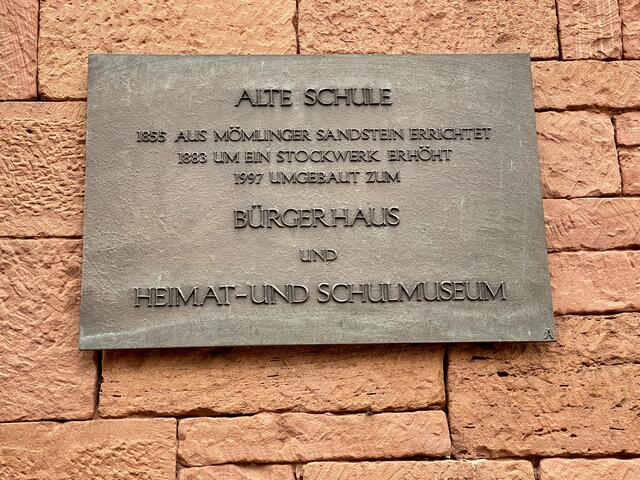 ALTE SCHULE
1855 AUS MÖMLINGER SANDSTEIN ERRICHTET
1883 UM EIN STOCKWERK ERHÖHT
1997 UMGEBAUT ZUM
BÜRGERHAUS
UND
HEIMAT-UND SCHULMUSEUM